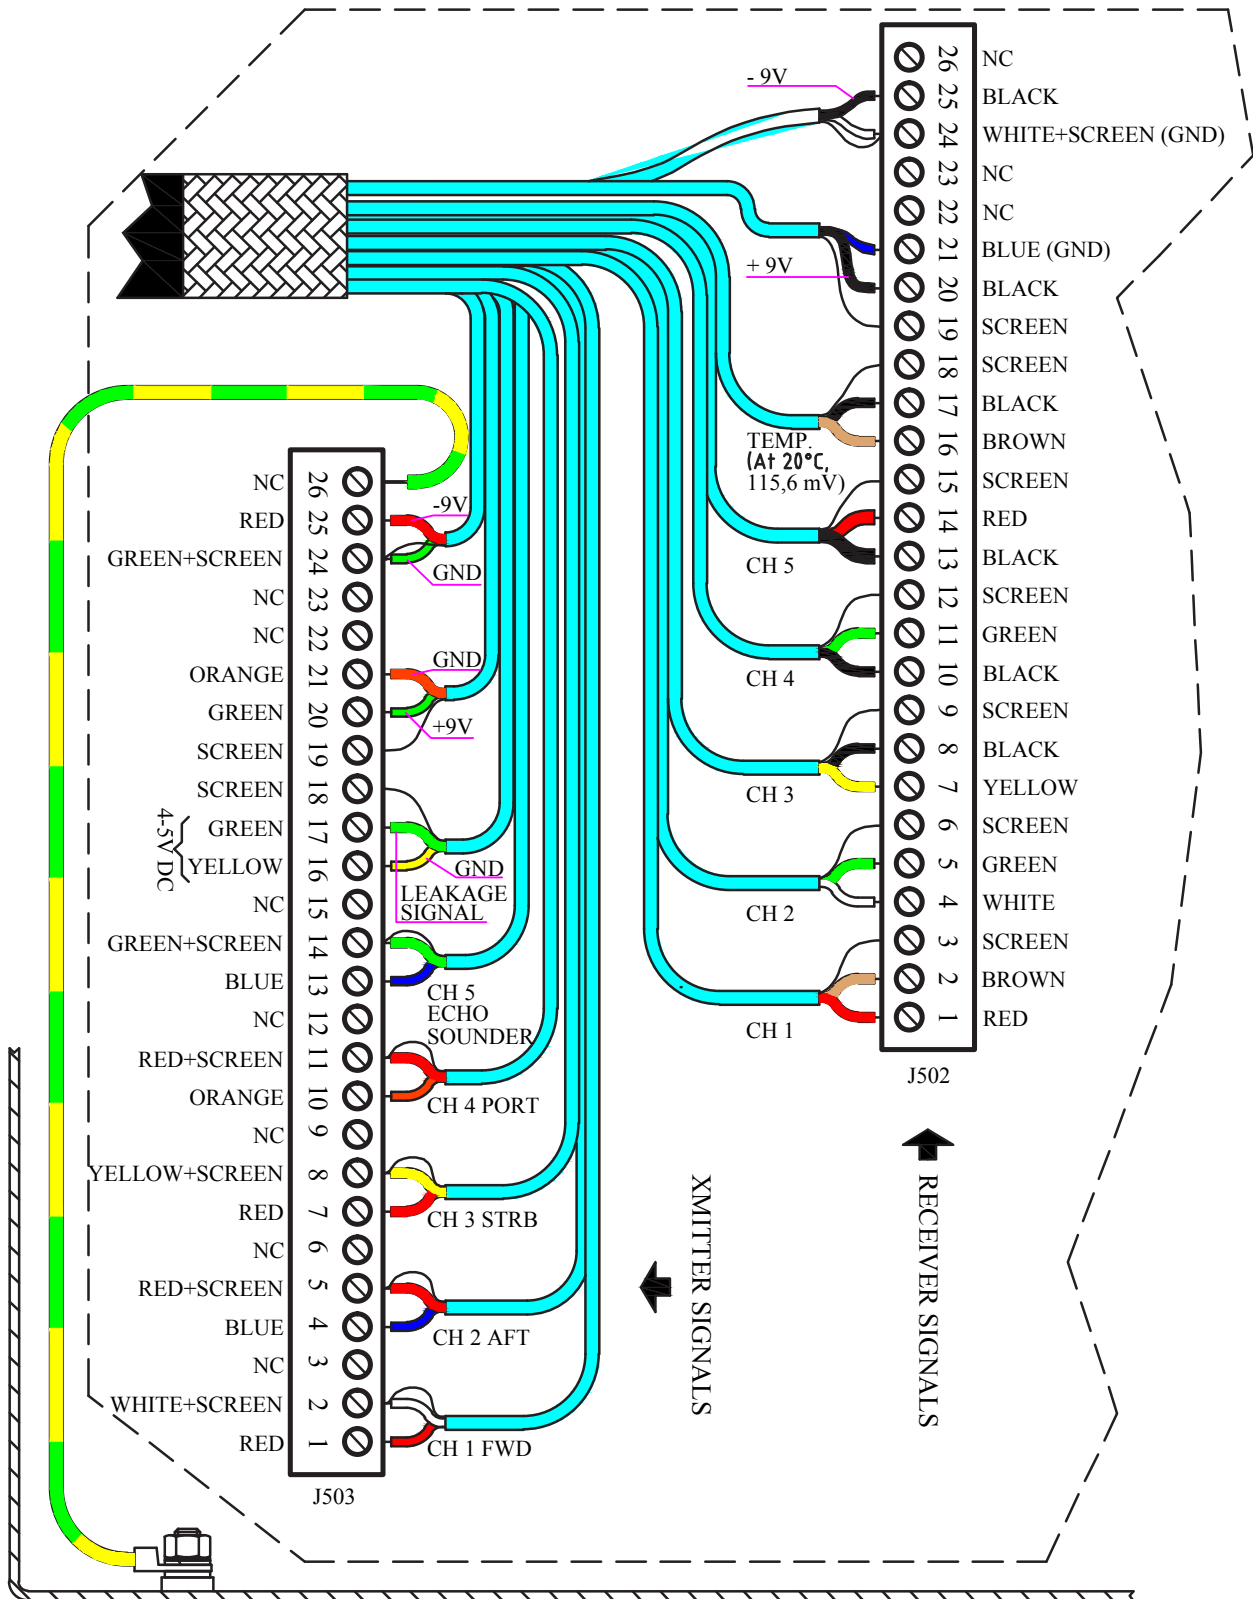 26 NC
- 9V
25 BLACK
24 WHITE+SCREEN (GND)
23 NC
22 NC
21 BLUE (GND)
+ 9V
20 BLACK
19 SCREEN
18 SCREEN
17 BLACK
16 BROWN
TEMP.
(At 20°C,
115,6 mV)
15 SCREEN
14 RED
13 BLACK
CH 5
12 SCREEN
11 GREEN
10 BLACK
CH 4
9 SCREEN
8 BLACK
7 YELLOW
CH 3
6 SCREEN
5 GREEN
4 WHITE
CH 2
3 SCREEN
2 BROWN
1 RED
CH 1
J502
RECEIVER SIGNALS
XMITTER SIGNALS
NC 26
RED 25
-9V
GREEN+SCREEN 24
GND
NC 23
NC 22
ORANGE 21
GND
GREEN 20
+9V
SCREEN 19
SCREEN 18
4-5V DC
GREEN 17
YELLOW 16
GND
LEAKAGE
SIGNAL
NC 15
GREEN+SCREEN 14
BLUE 13
CH 5
ECHO
SOUNDER
NC 12
RED+SCREEN 11
ORANGE 10
CH 4 PORT
NC 9
YELLOW+SCREEN 8
RED 7
CH 3 STRB
NC 6
RED+SCREEN 5
BLUE 4
CH 2 AFT
NC 3
WHITE+SCREEN 2
RED 1
CH 1 FWD
J503